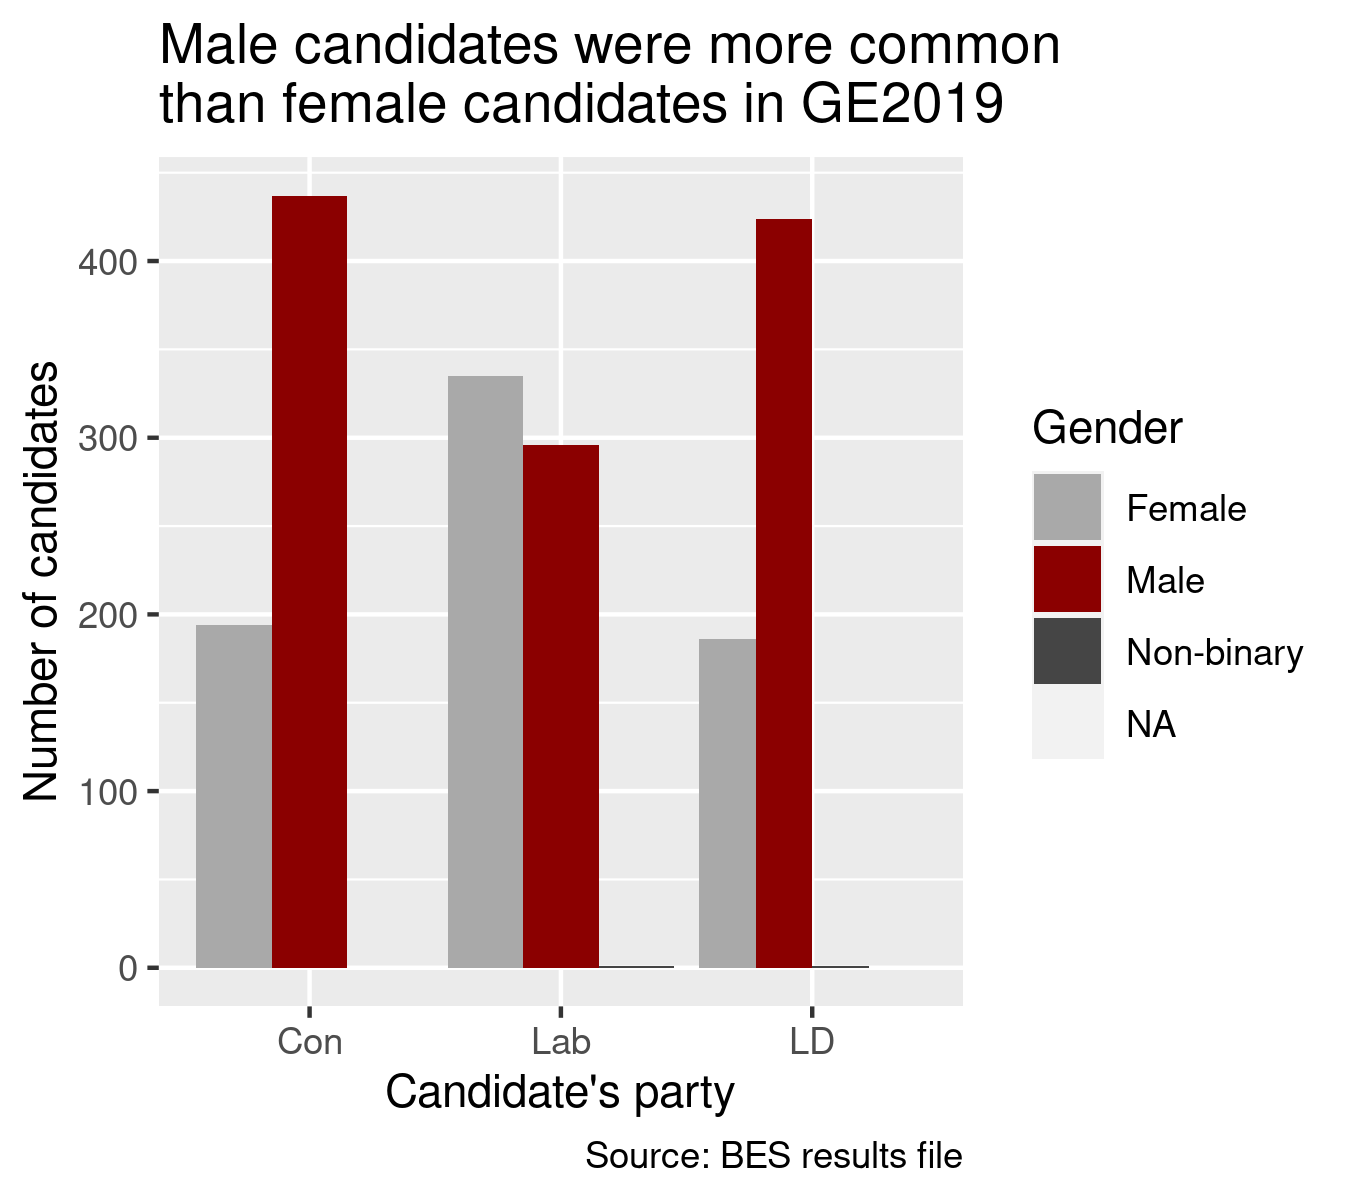 Male candidates were more common
than female candidates in GE2019
Number of candidates
400
300
200
100
0
Con
Lab
LD
Candidate's party
Gender
Female
Male
Non-binary
NA
Source: BES results file